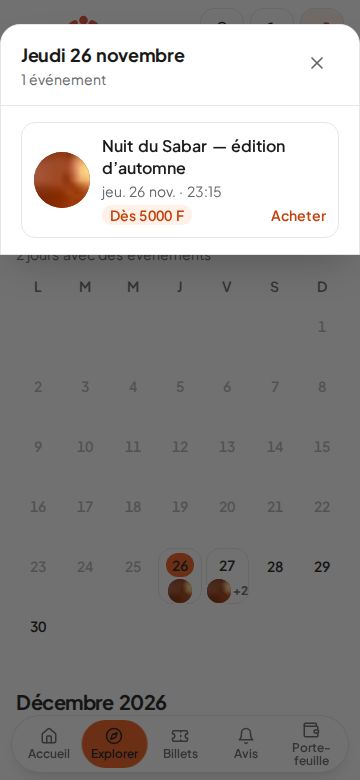 Jeudi 26 novembre
1 événement
Nuit du Sabar — édition
d’automne
jeu. 26 nov. · 23:15
Dès 5000 F
Acheter
2 jours avec des événements
L M M J V S D
1
2 3 4 5 6 7 8
9 10 11 12 13 14 15
16 17 18 19 20 21 22
23 24 25 26 27 28 29
+2
30
Décembre 2026
Accueil Explorer Billets Avis Porte-
feuille